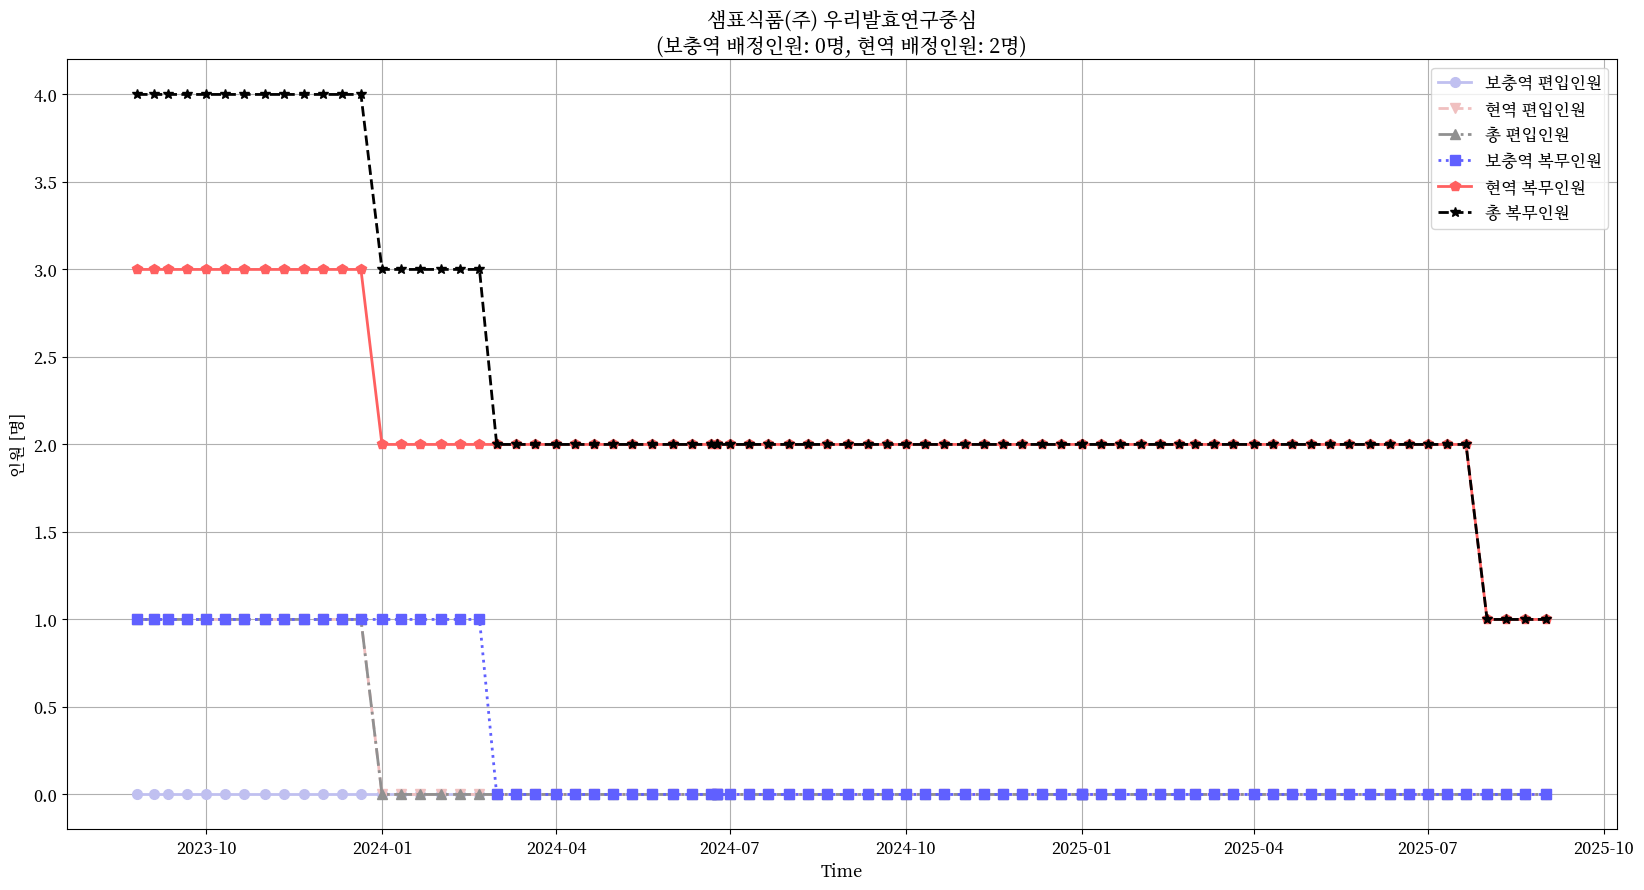 샘표식품(주) 우리발효연구중심
(보충역 배정인원: 0명, 현역 배정인원: 2명)
보충역 편입인원
현역 편입인원
총 편입인원
보충역 복무인원
현역 복무인원
총 복무인원
4.0
3.5
3.0
2.5
2.0
1.5
1.0
0.5
0.0
인원 [명]
2023-10
2024-01
2024-04
2024-07
2024-10
2025-01
2025-04
2025-07
2025-10
Time